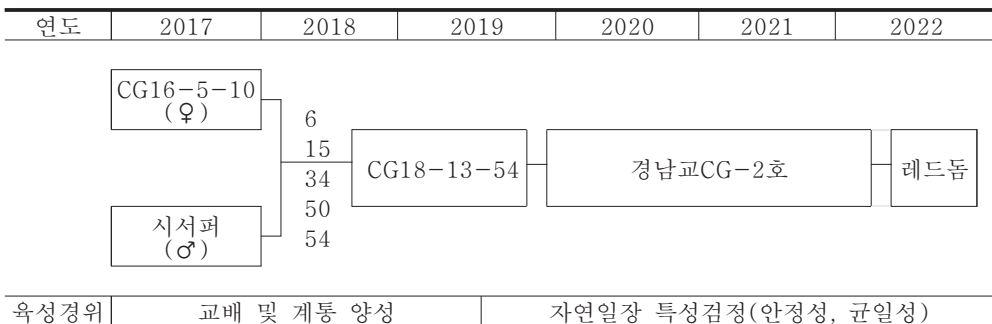 연도 2017 2018 2019 2020 2021 2022
CG16-5-10
(♀)
시서퍼
(♂)
6
15
34
50
54
CG18-13-54
경남교CG-2호
레드돔
육성경위 교배 및 계통 양성 자연일장 특성검정(안정성, 균일성)